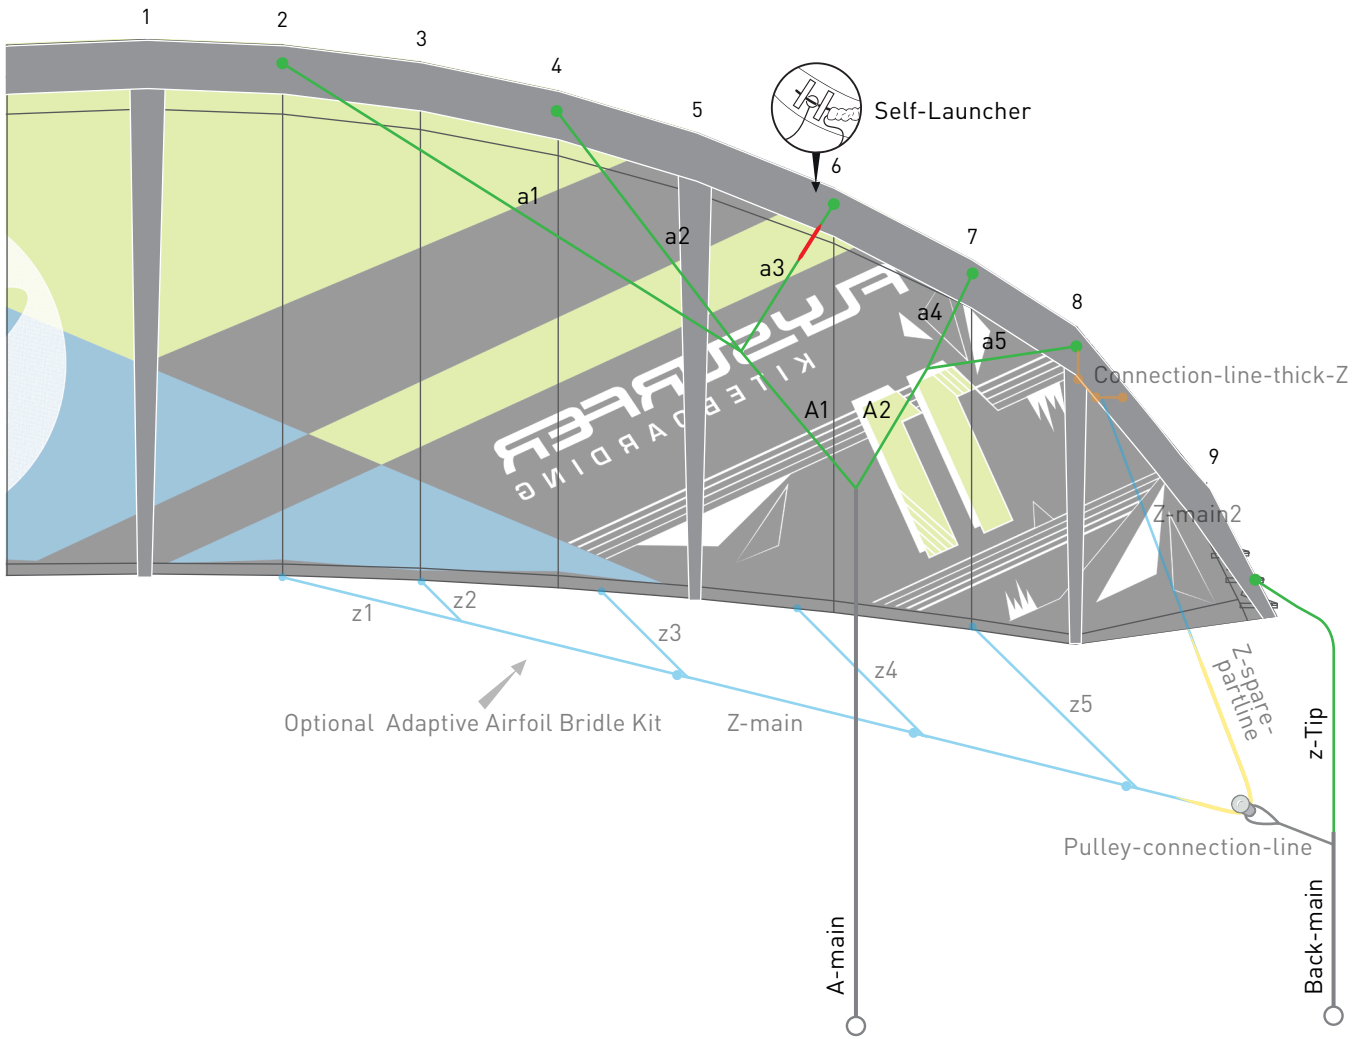 1
2
3
4
5
6
7
8
9
Self-Launcher
a1
a2
a3
a4
a5
A1
A2
FLYSURFER
KITEBOARDING
Connection-line-thick-Z
Z-main2
z1
z2
z3
z4
z5
Optional Adaptive Airfoil Bridle Kit
Z-main
Z-spare-
partline
z-Tip
Pulley-connection-line
A-main
Back-main